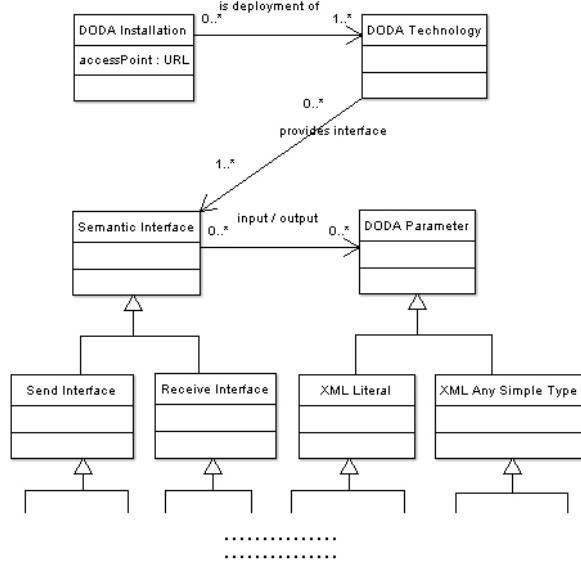 is deployment of
DODA Installation
0..*
1..*
DODA Technology
accessPoint : URL
0..*
provides interface
1..*
Semantic Interface
input / output
DODA Parameter
0..*
0..*
Send Interface
Receive Interface
XML Literal
XML Any Simple Type